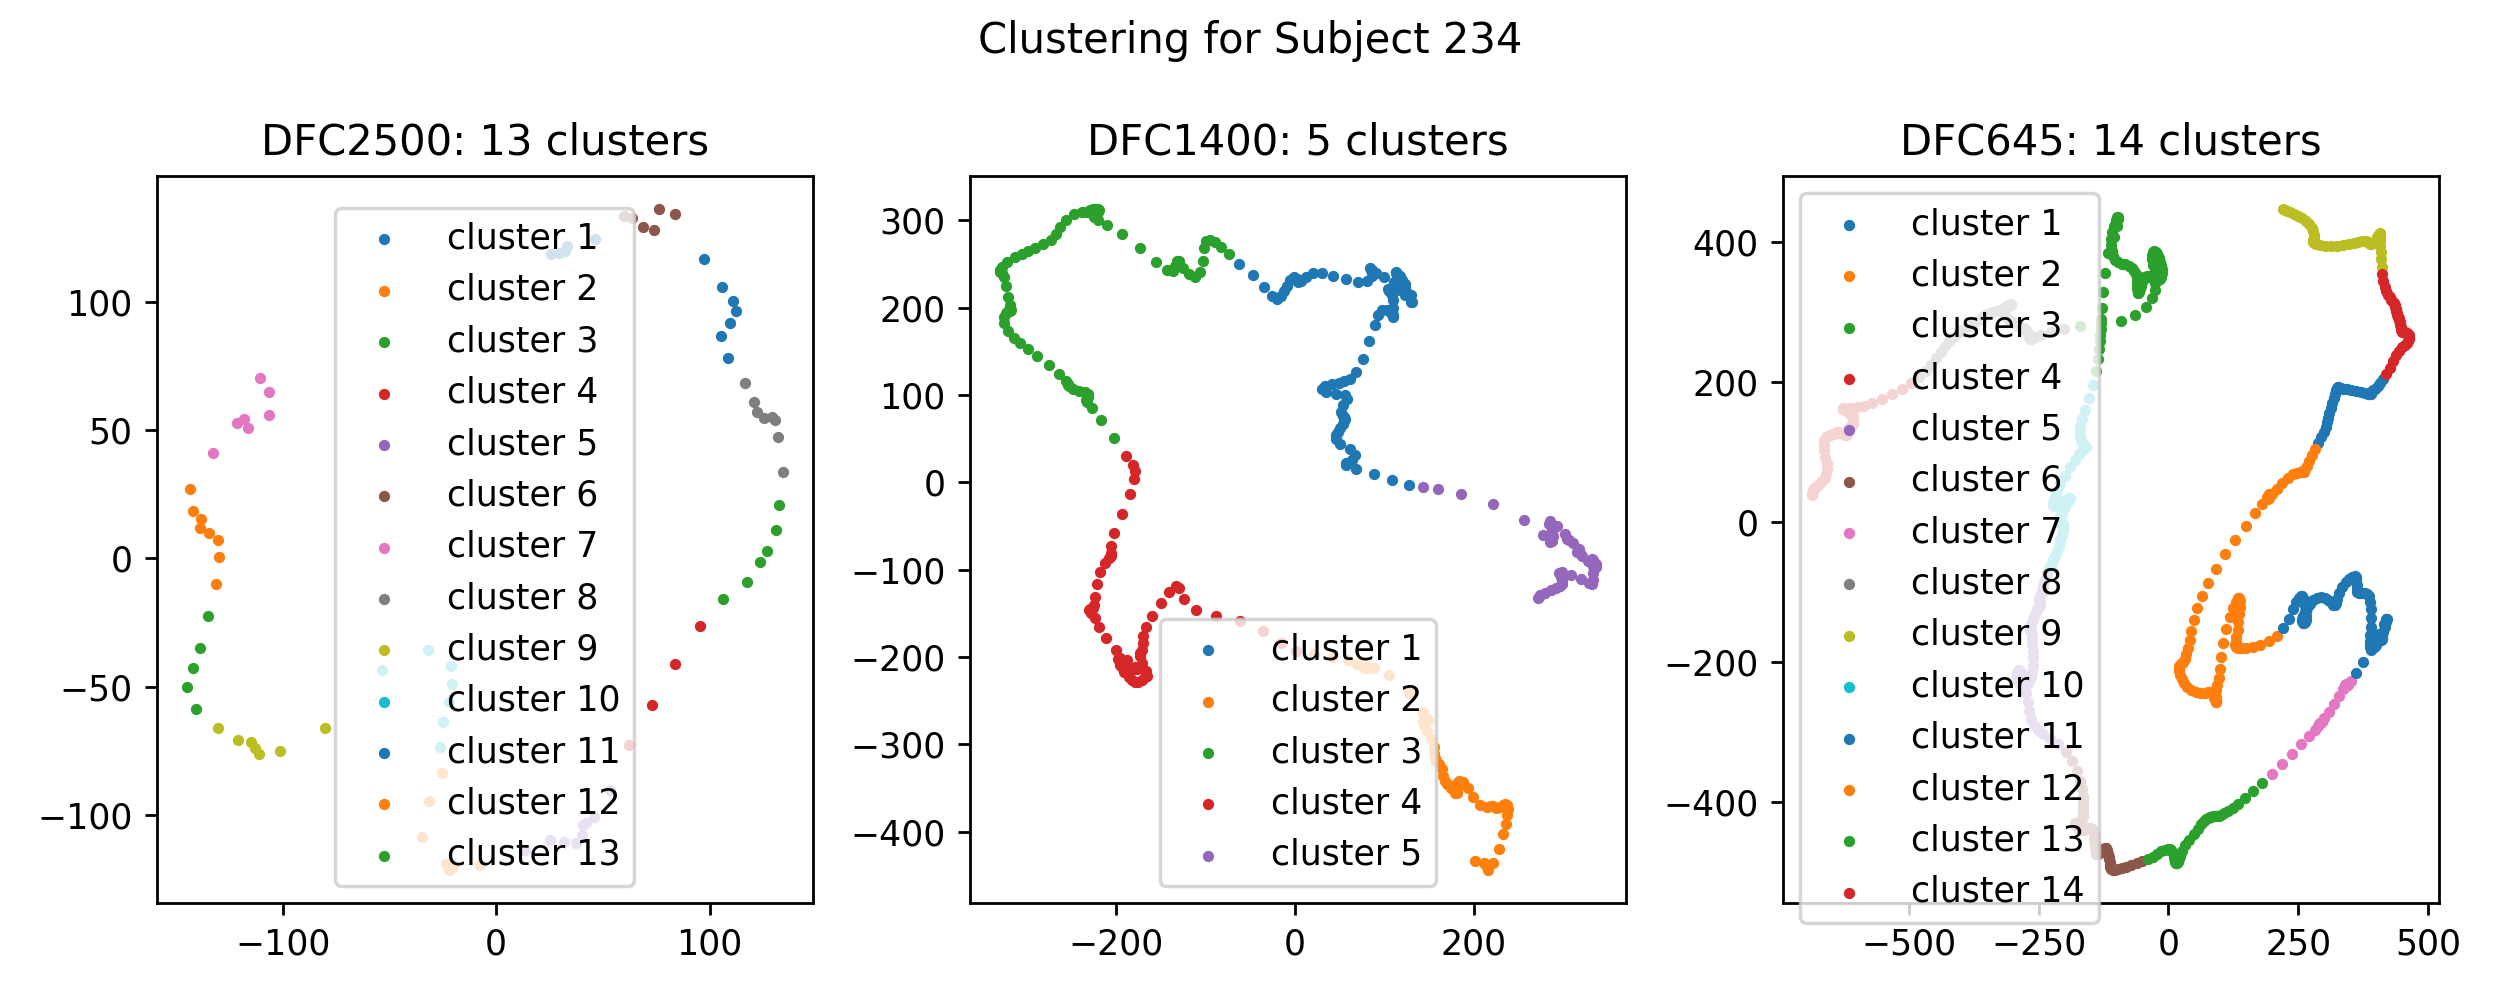 Clustering for Subject 234
DFC2500: 13 clusters
100
50
0
−50
−100
−100
0
100
cluster 1
cluster 2
cluster 3
cluster 4
cluster 5
cluster 6
cluster 7
cluster 8
cluster 9
cluster 10
cluster 11
cluster 12
cluster 13
DFC1400: 5 clusters
300
200
100
0
−100
−200
−300
−400
−200
0
200
cluster 1
cluster 2
cluster 3
cluster 4
cluster 5
DFC645: 14 clusters
400
200
0
−200
−400
−500
−250
0
250
500
cluster 1
cluster 2
cluster 3
cluster 4
cluster 5
cluster 6
cluster 7
cluster 8
cluster 9
cluster 10
cluster 11
cluster 12
cluster 13
cluster 14